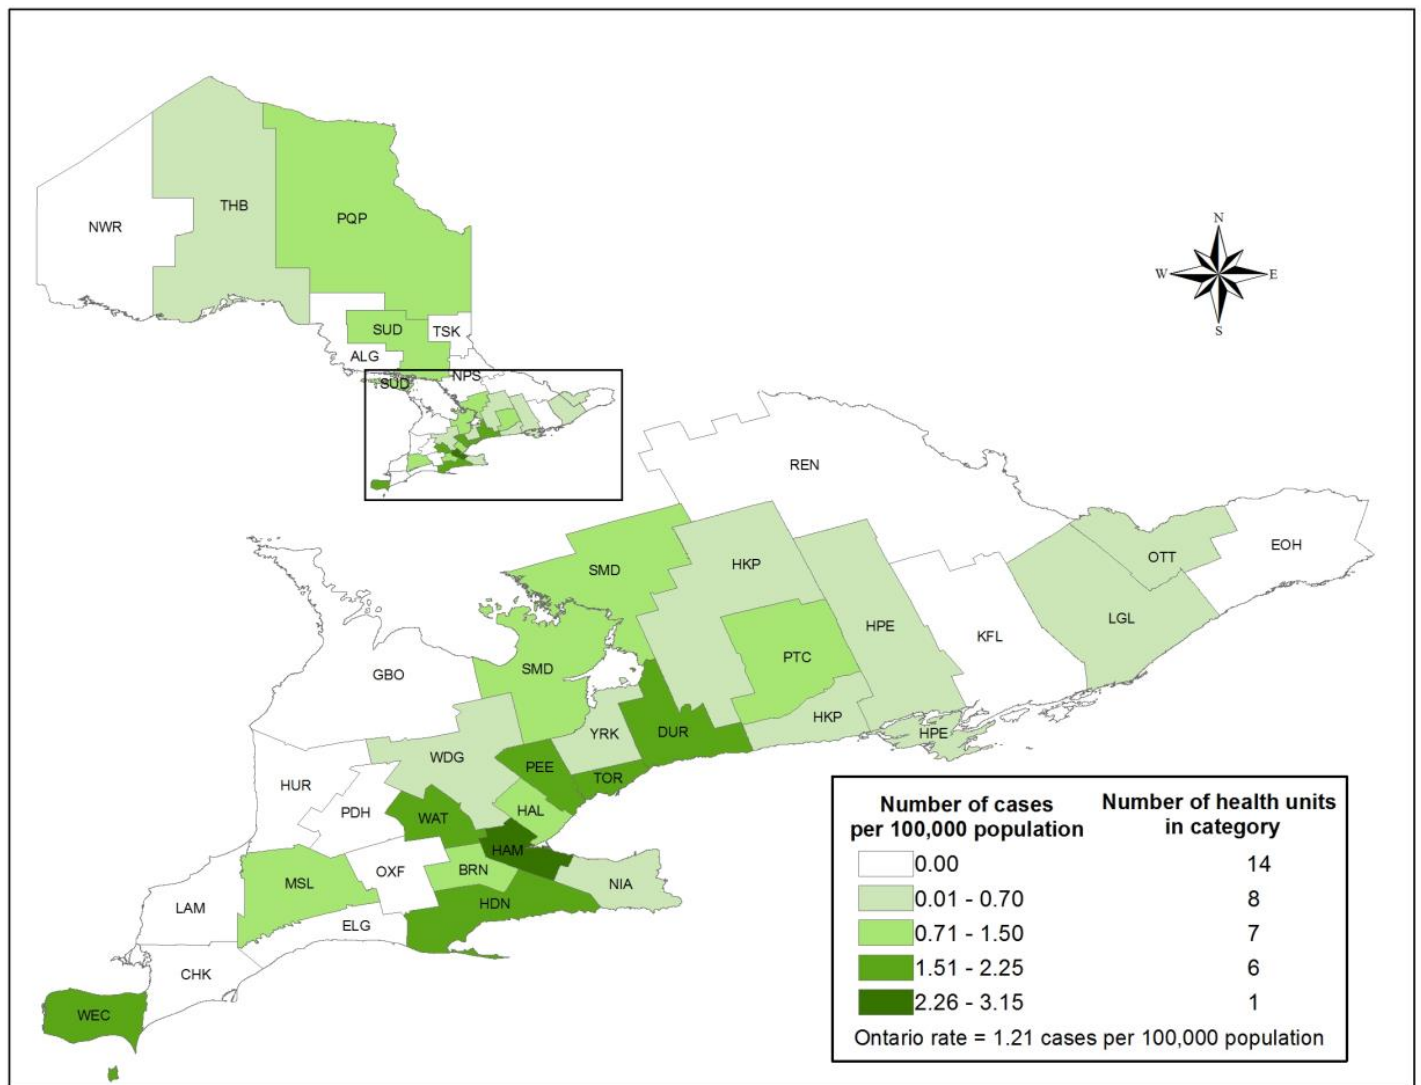 N
W
E
S
NWR
THB
PQP
SUD
TSK
ALG
SUD
NPS
REN
SMD
HKP
OTT
EOH
HPE
LGL
KFL
PTC
SMD
GBO
HKP
HPE
YRK
DUR
WDG
PEE
TOR
HUR
PDH
WAT
HAL
HAM
BRN
OXF
MSL
NIA
HDN
LAM
ELG
CHK
WEC
Number of cases
per 100,000 population
Number of health units
in category
0.00 14
0.01 - 0.70 8
0.71 - 1.50 7
1.51 - 2.25 6
2.26 - 3.15 1
Ontario rate = 1.21 cases per 100,000 population